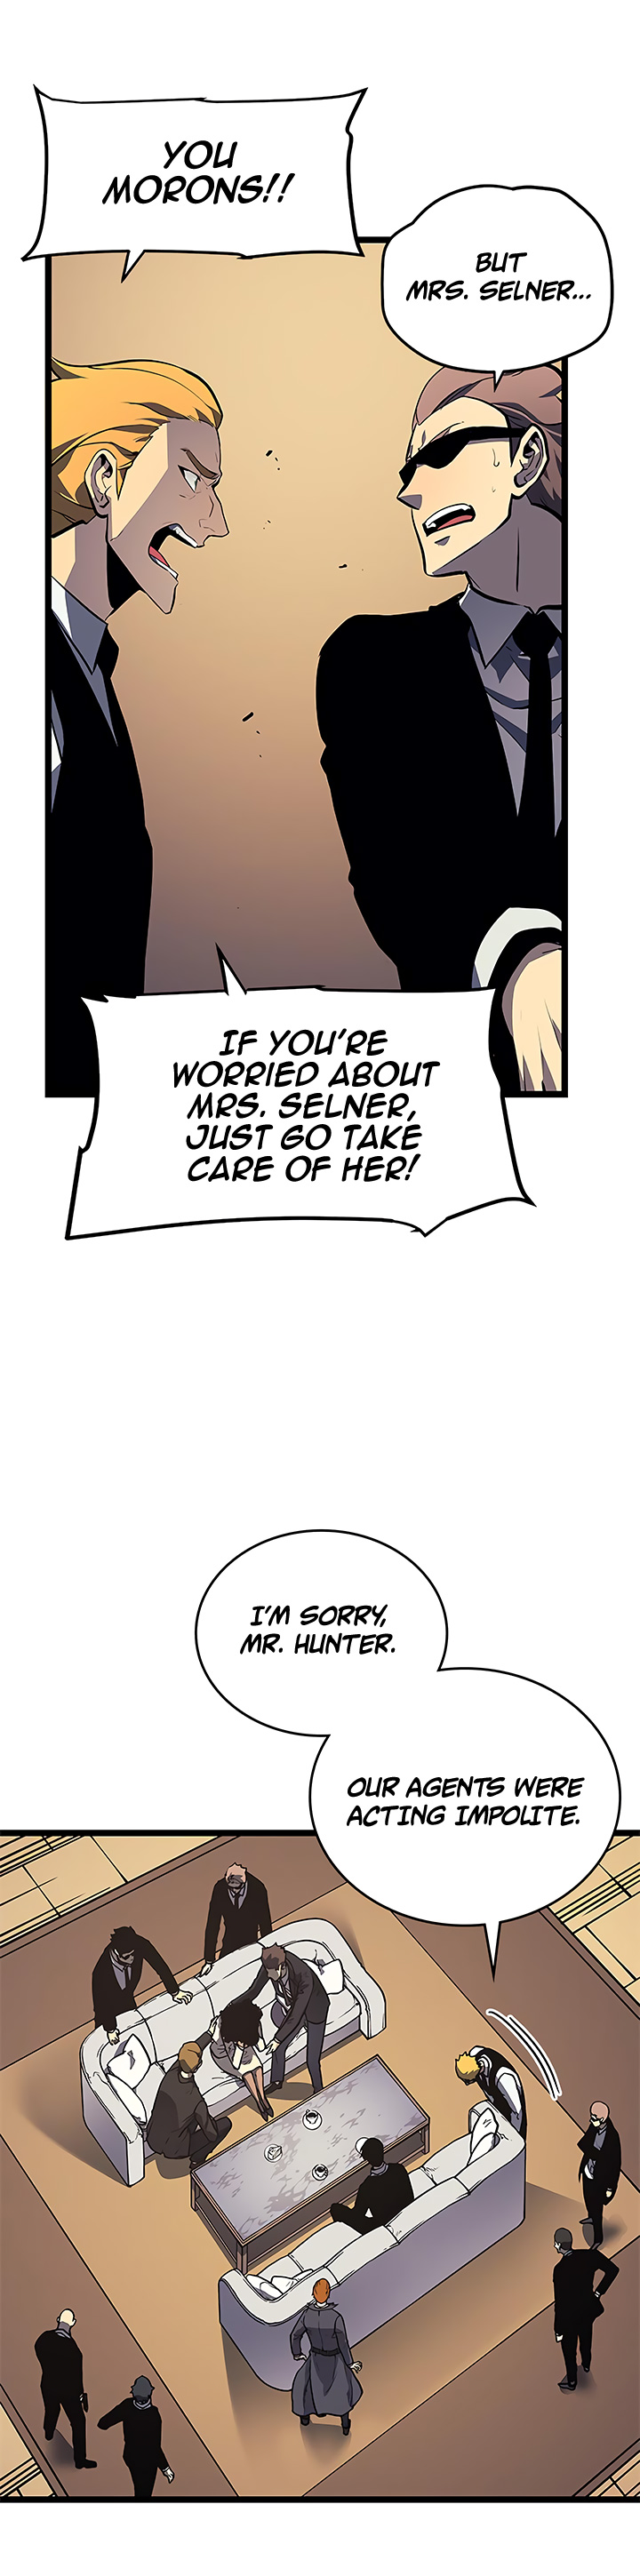 YOU
MORONS!!
BUT
MRS. SELNER...
IF YOU'RE
WORRIED ABOUT
MRS. SELNER,
JUST GO TAKE
CARE OF HER!
I'M SORRY,
MR. HUNTER.
OUR AGENTS WERE
ACTING IMPOLITE.